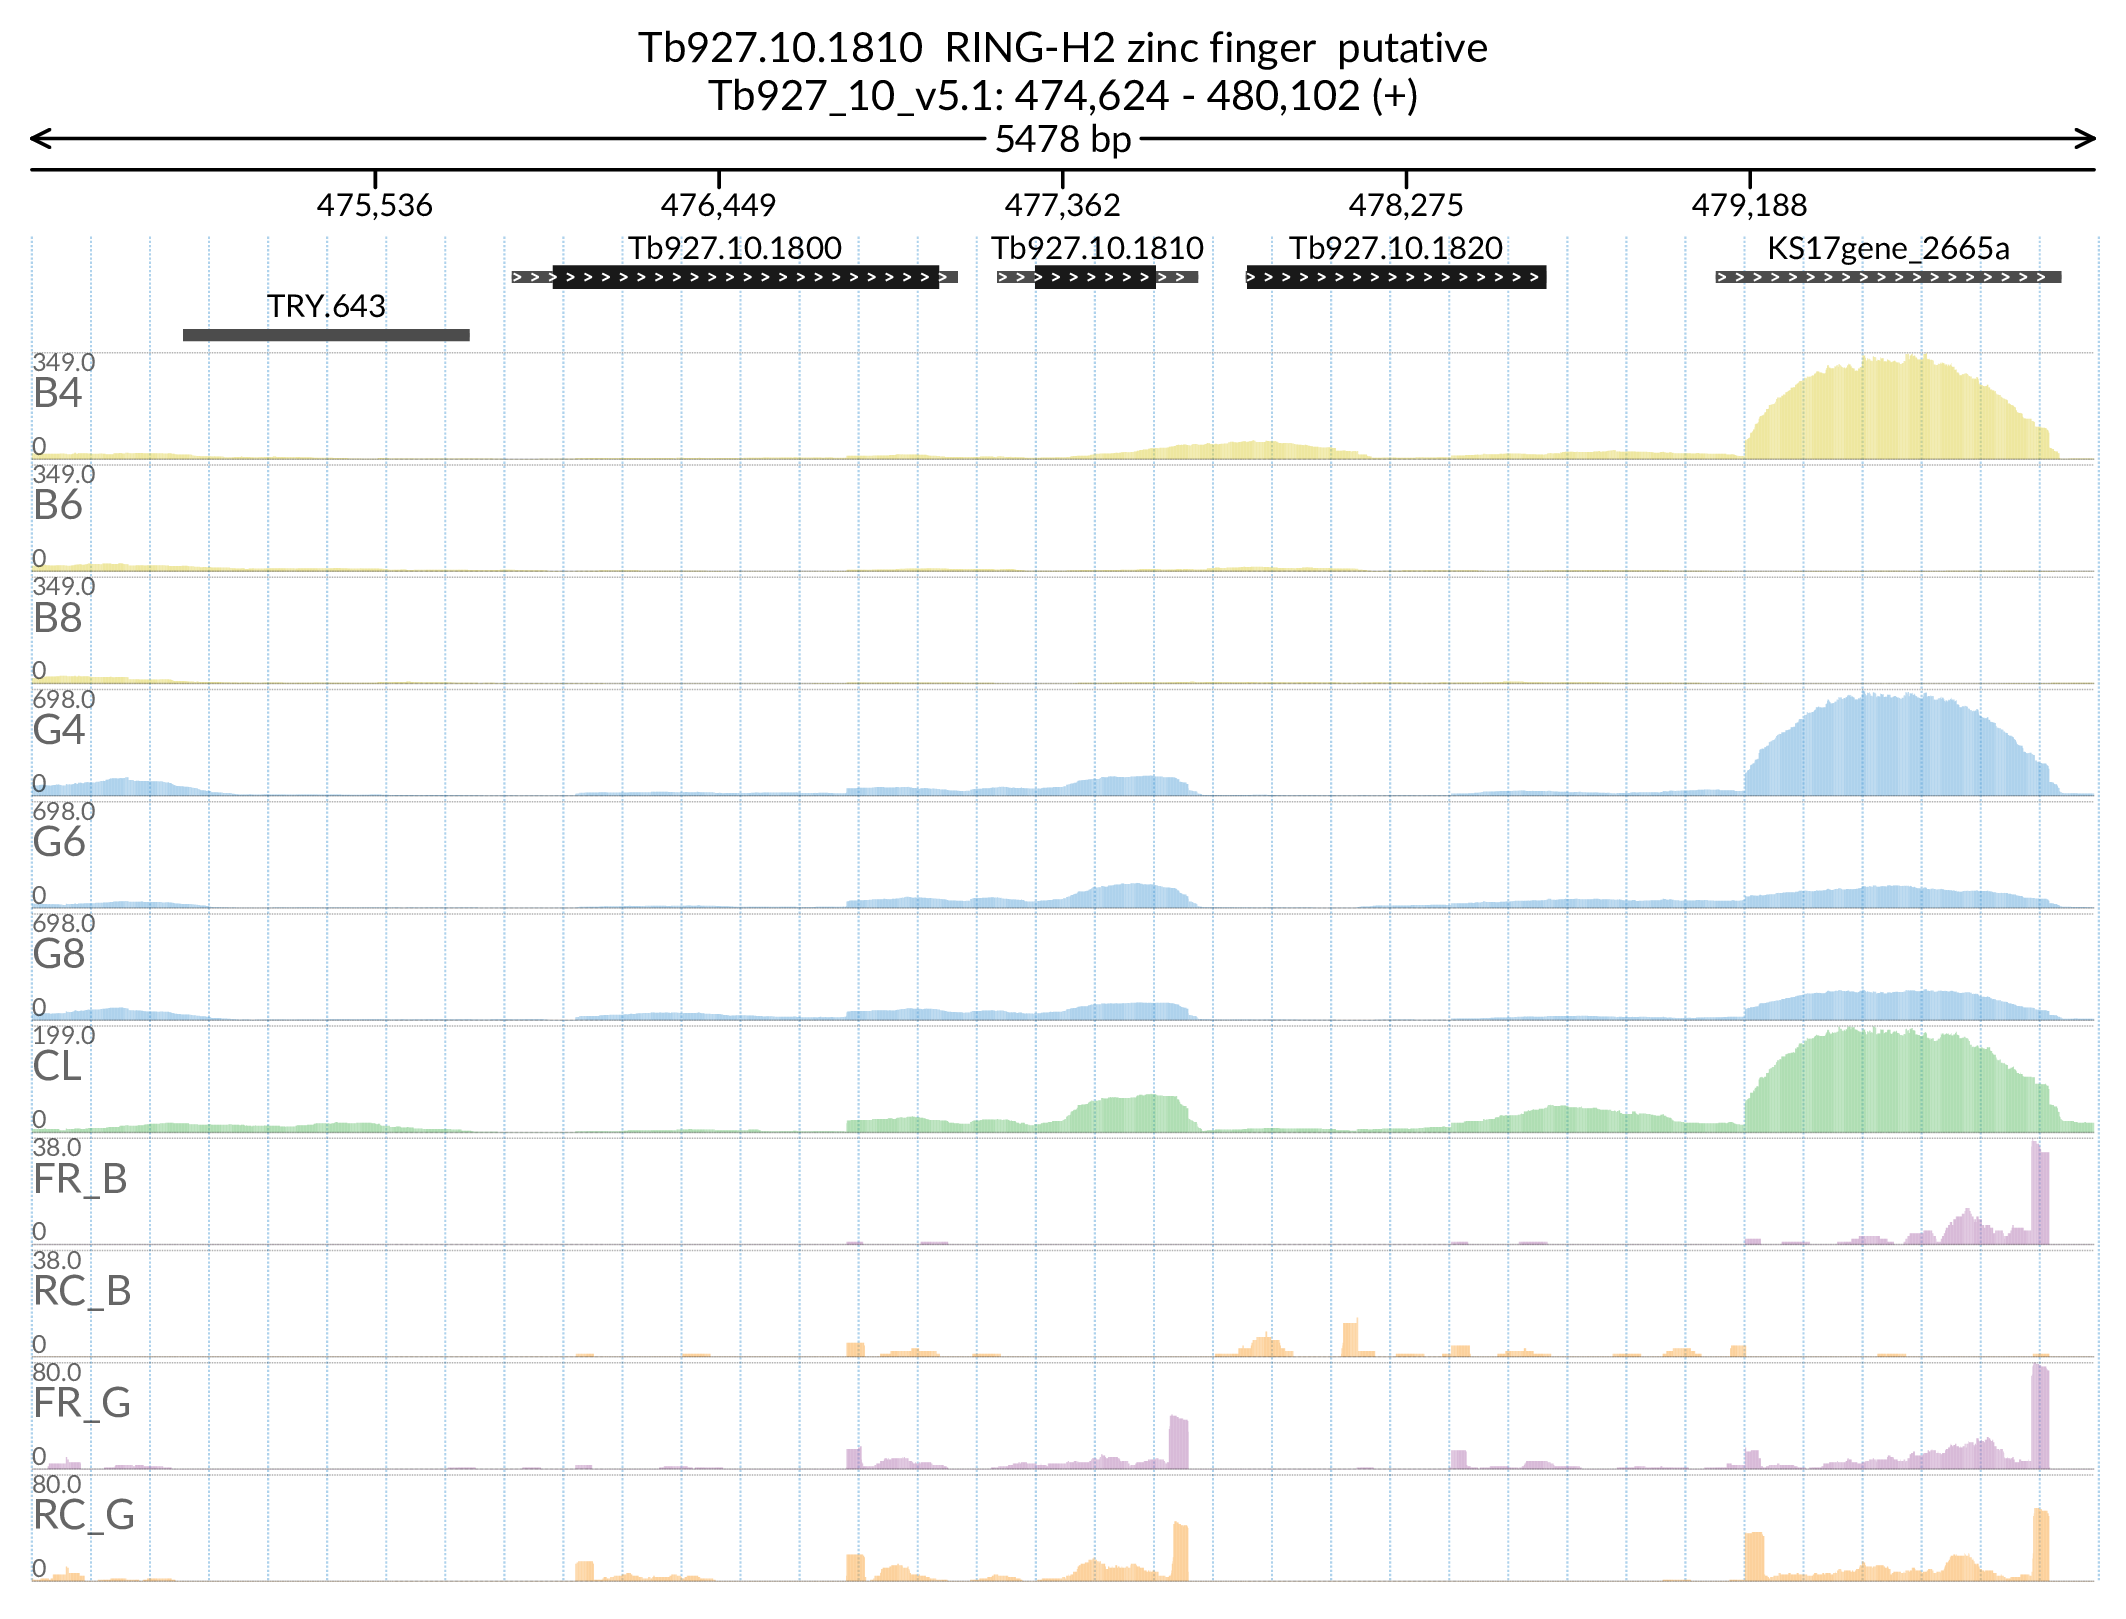 Tb927.10.1810  RING-H2 zinc finger  putative
Tb927_10_v5.1: 474,624 - 480,102 (+)
5478 bp
475,536 476,449 477,362 478,275 479,188
Tb927.10.1800 Tb927.10.1810 Tb927.10.1820 KS17gene_2665a
TRY.643
349.0
B4
0
349.0
B6
0
349.0
B8
0
698.0
G4
0
698.0
G6
0
698.0
G8
0
199.0
CL
0
38.0
FR_B
0
38.0
RC_B
0
80.0
FR_G
0
80.0
RC_G
0